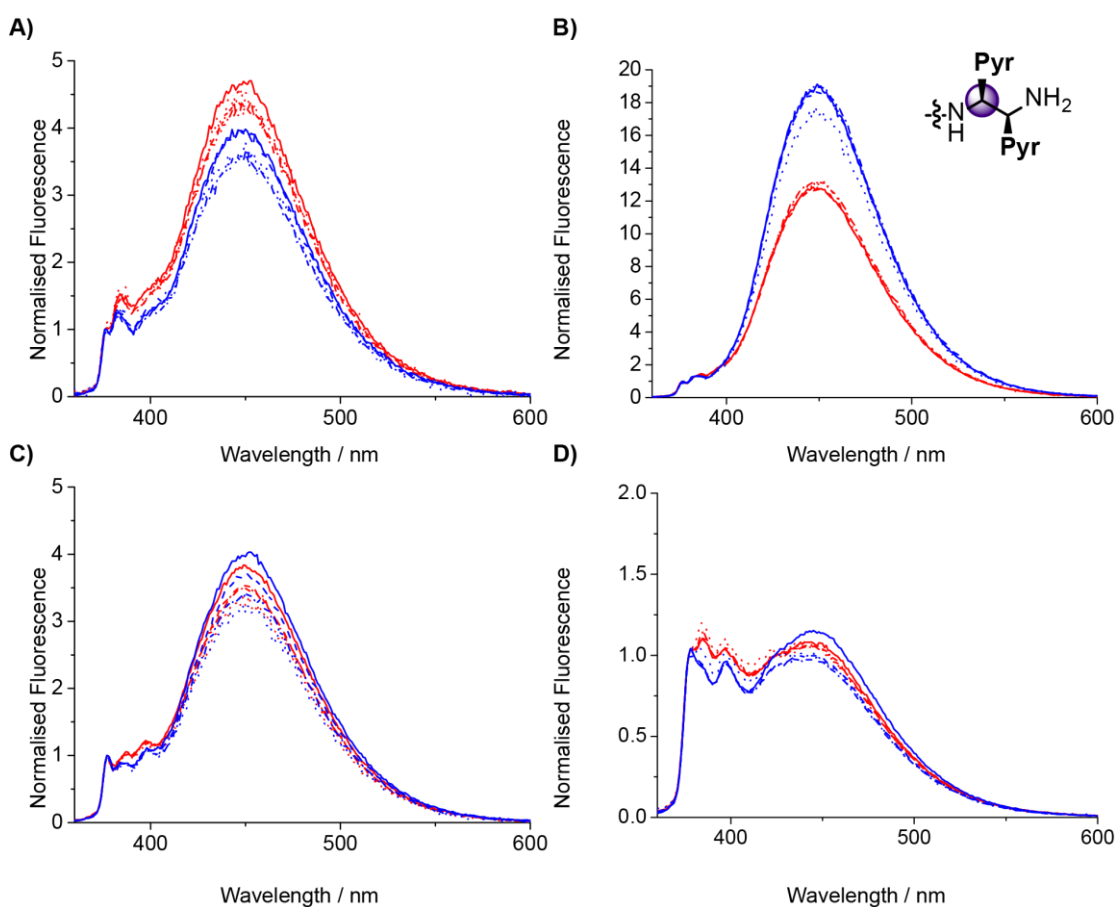 A)
Normalised Fluorescence
5
4
3
2
1
0
400
500
600
Wavelength / nm
B)
Pyr
NH2
N
H
Pyr
Normalised Fluorescence
20
18
16
14
12
10
8
6
4
2
0
400
500
600
Wavelength / nm
C)
Normalised Fluorescence
5
4
3
2
1
0
400
500
600
Wavelength / nm
D)
Normalised Fluorescence
2.0
1.5
1.0
0.5
0.0
400
500
600
Wavelength / nm